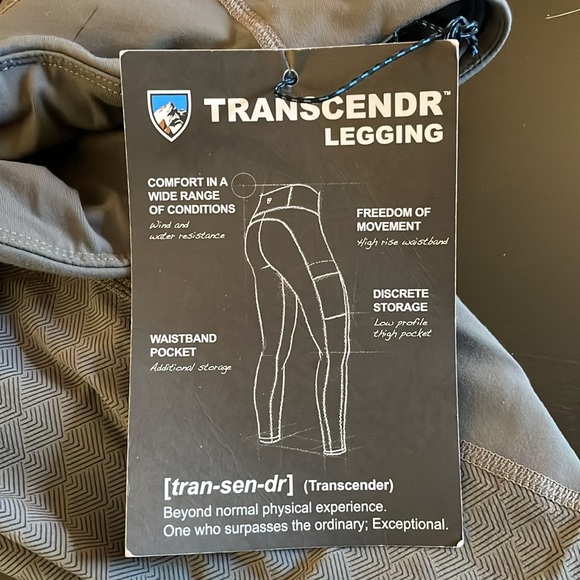 TRANSCENDR™
LEGGING
COMFORT IN A
WIDE RANGE
OF CONDITIONS
Wind and
water resistance
FREEDOM OF
MOVEMENT
High rise waistband
DISCRETE
STORAGE
Low profile
thigh pocket
WAISTBAND
POCKET
Additional storage
[tran-sen-dr] (Transcender)
Beyond normal physical experience.
One who surpasses the ordinary; Exceptional.